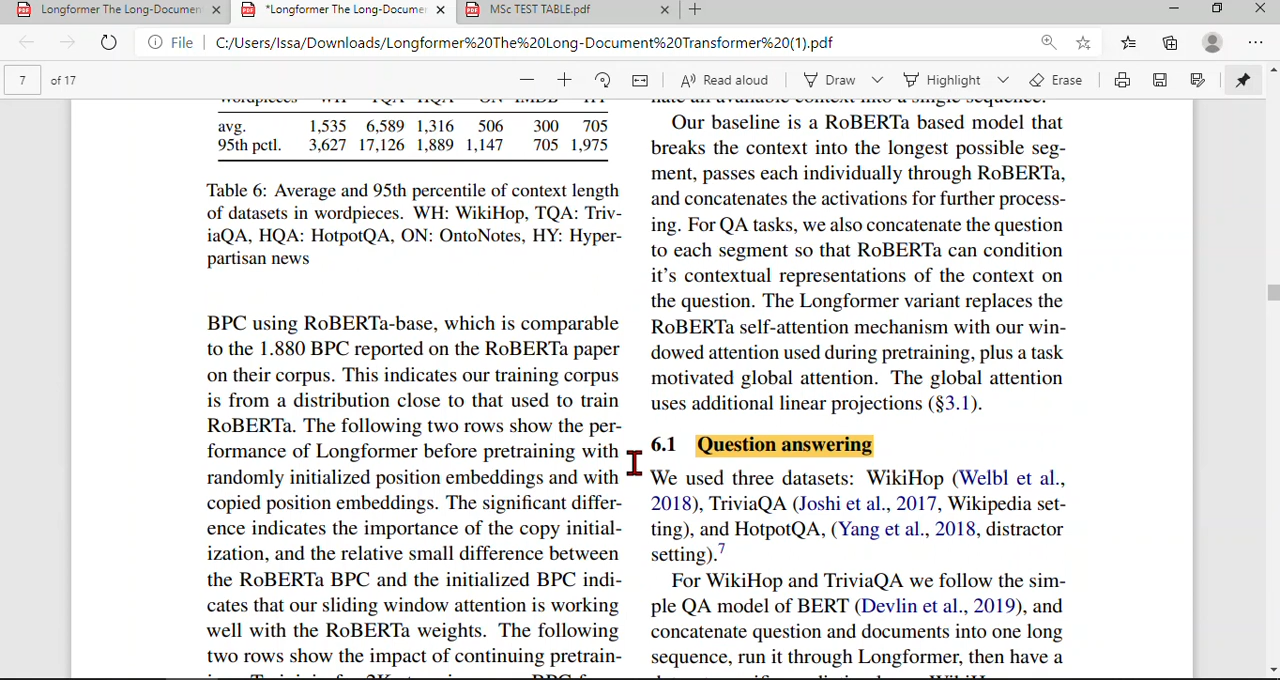 Longformer The Long-Documen
*Longformer The Long-Docume
MSc TEST TABLE.pdf
File
C:/Users/Issa/Downloads/Longformer%20The%20Long-Document%20Transformer%20(1).pdf
7 of 17
Read aloud
Draw
Highlight
Erase
wordpieces WH TQA HQA ON IMDB HY
avg. 1,535 6,589 1,316 506 300 705
95th pctl. 3,627 17,126 1,889 1,147 705 1,975
Table 6: Average and 95th percentile of context length
of datasets in wordpieces. WH: WikiHop, TQA: Triv-
iaQA, HQA: HotpotQA, ON: OntoNotes, HY: Hyper-
partisan news
BPC using RoBERTa-base, which is comparable
to the 1.880 BPC reported on the RoBERTa paper
on their corpus. This indicates our training corpus
is from a distribution close to that used to train
RoBERTa. The following two rows show the per-
formance of Longformer before pretraining with
randomly initialized position embeddings and with
copied position embeddings. The significant differ-
ence indicates the importance of the copy initial-
ization, and the relative small difference between
the RoBERTa BPC and the initialized BPC indi-
cates that our sliding window attention is working
well with the RoBERTa weights. The following
two rows show the impact of continuing pretrain-
nate all available context into a single sequence.
Our baseline is a RoBERTa based model that
breaks the context into the longest possible seg-
ment, passes each individually through RoBERTa,
and concatenates the activations for further process-
ing. For QA tasks, we also concatenate the question
to each segment so that RoBERTa can condition
it's contextual representations of the context on
the question. The Longformer variant replaces the
RoBERTa self-attention mechanism with our win-
dowed attention used during pretraining, plus a task
motivated global attention. The global attention
uses additional linear projections (§3.1).
6.1 Question answering
We used three datasets: WikiHop (Welbl et al.,
2018), TriviaQA (Joshi et al., 2017, Wikipedia set-
ting), and HotpotQA, (Yang et al., 2018, distractor
setting).7
For WikiHop and TriviaQA we follow the sim-
ple QA model of BERT (Devlin et al., 2019), and
concatenate question and documents into one long
sequence, run it through Longformer, then have a